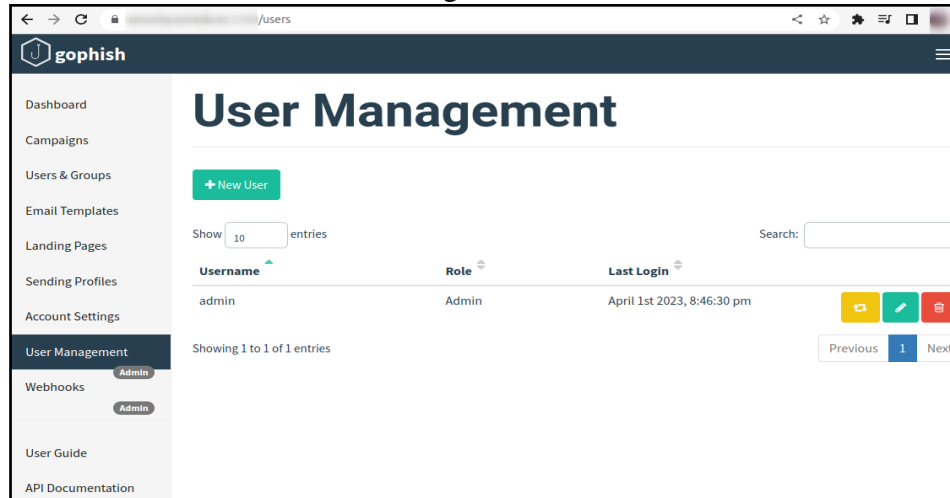 /users
gophish
Dashboard
Campaigns
Users & Groups
Email Templates
Landing Pages
Sending Profiles
Account Settings
User Management
Admin
Webhooks
Admin
User Guide
API Documentation
User Management
+ New User
Show 10 entries
Search:
Username Role Last Login
admin Admin April 1st 2023, 8:46:30 pm
Showing 1 to 1 of 1 entries
Previous 1 Next